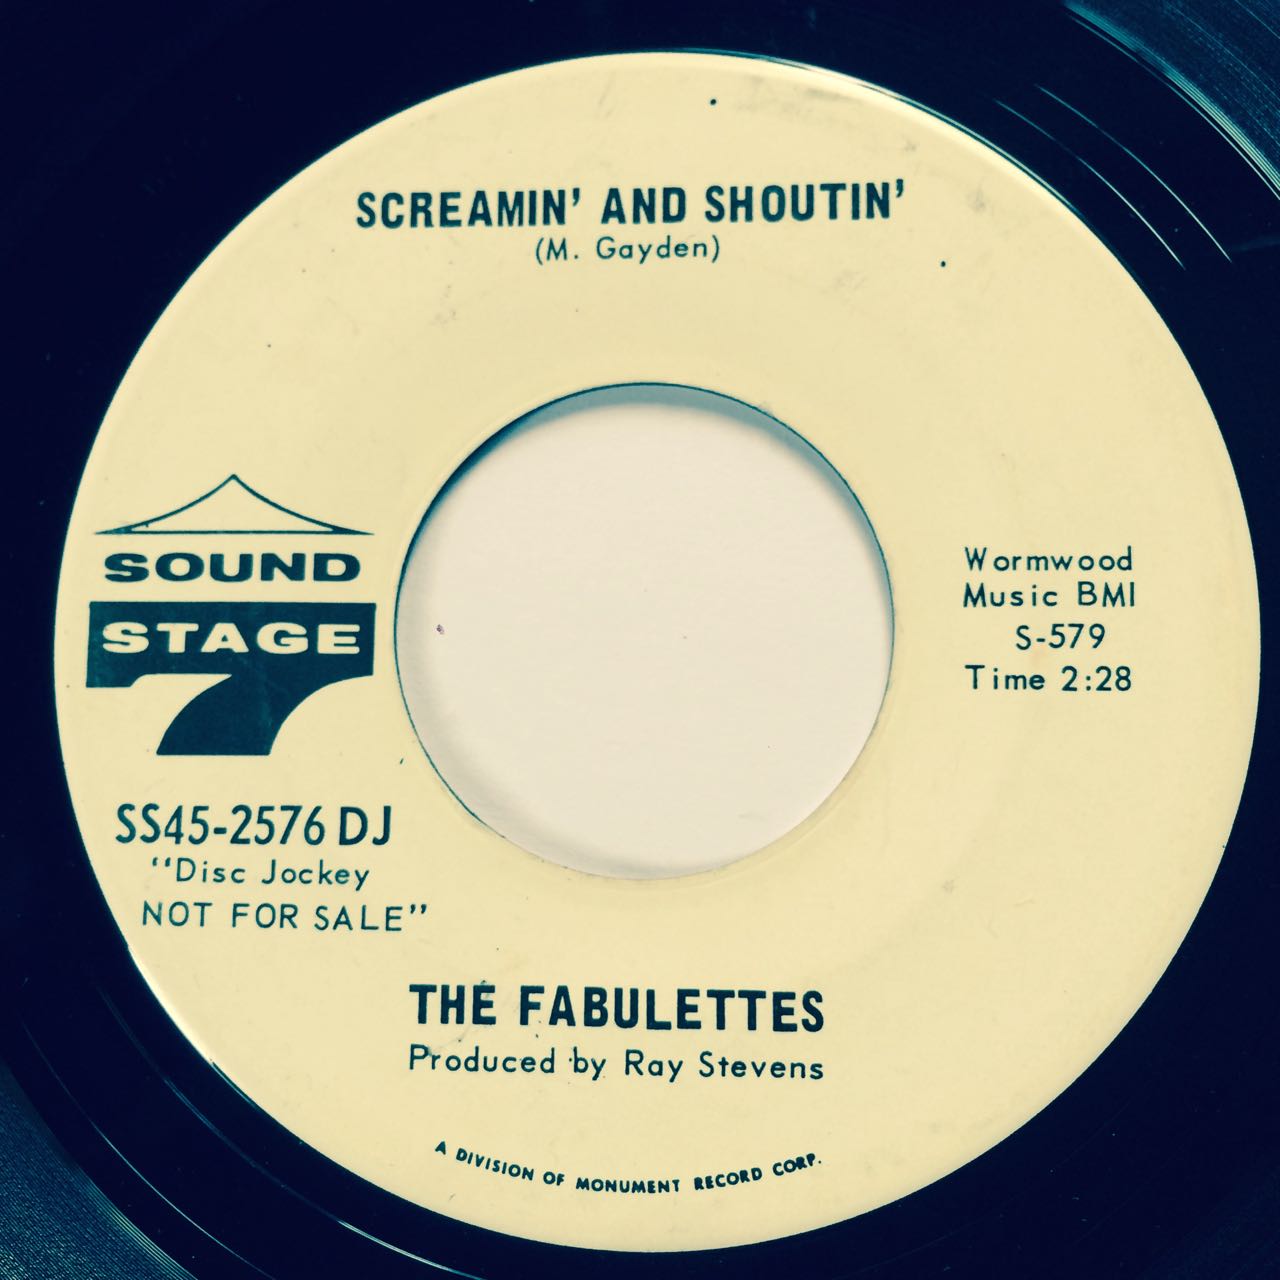 SCREAMIN' AND SHOUTIN'
(M. Gayden)
SOUND
STAGE
7
Wormwood
Music BMI
S-579
Time 2:28
SS45-2576 DJ
"Disc Jockey
NOT FOR SALE"
THE FABULETTES
Produced by Ray Stevens
A DIVISION OF MONUMENT RECORD CORP.